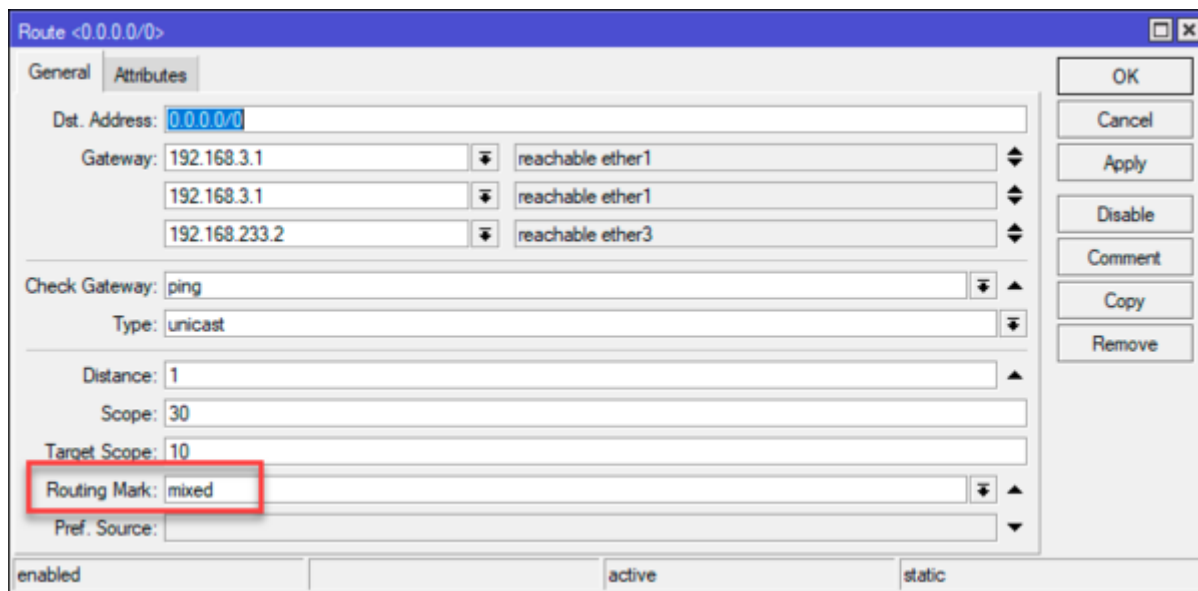 Route <0.0.0.0/0>
General Attributes
OK
Dst. Address: 0.0.0.0/0
Cancel
Gateway: 192.168.3.1 reachable ether1
Apply
192.168.3.1 reachable ether1
Disable
192.168.233.2 reachable ether3
Comment
Check Gateway: ping
Copy
Type: unicast
Remove
Distance: 1
Scope: 30
Target Scope: 10
Routing Mark: mixed
Pref. Source:
enabled active static